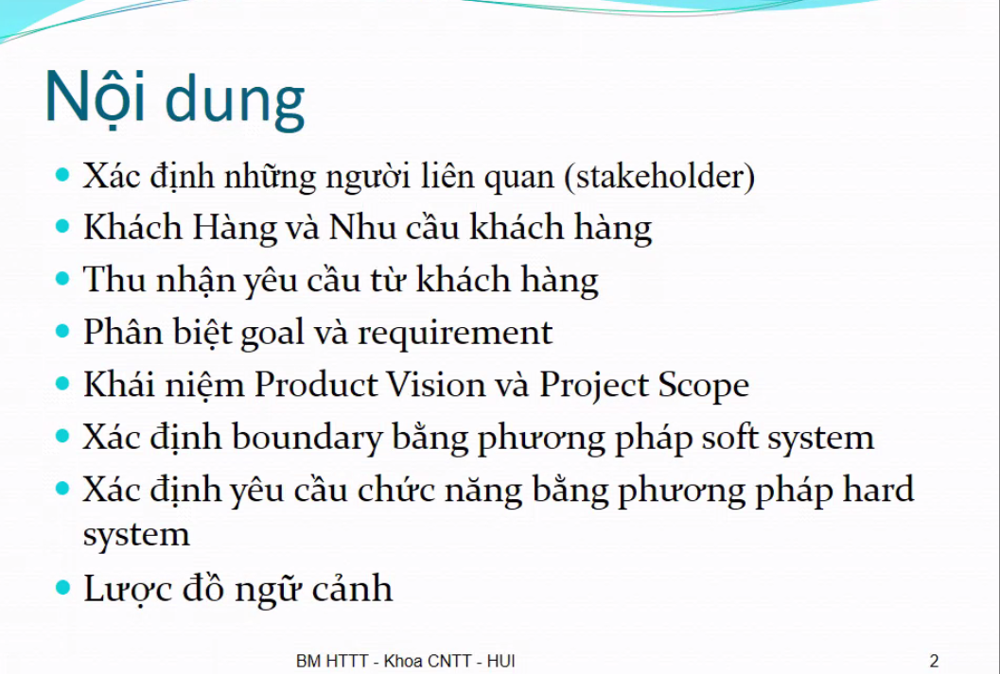 Nội dung
Xác định những người liên quan (stakeholder)
Khách Hàng và Nhu cầu khách hàng
Thu nhận yêu cầu từ khách hàng
Phân biệt goal và requirement
Khái niệm Product Vision và Project Scope
Xác định boundary bằng phương pháp soft system
Xác định yêu cầu chức năng bằng phương pháp hard
system
Lược đồ ngữ cảnh
BM HTTT - Khoa CNTT - HUI
2